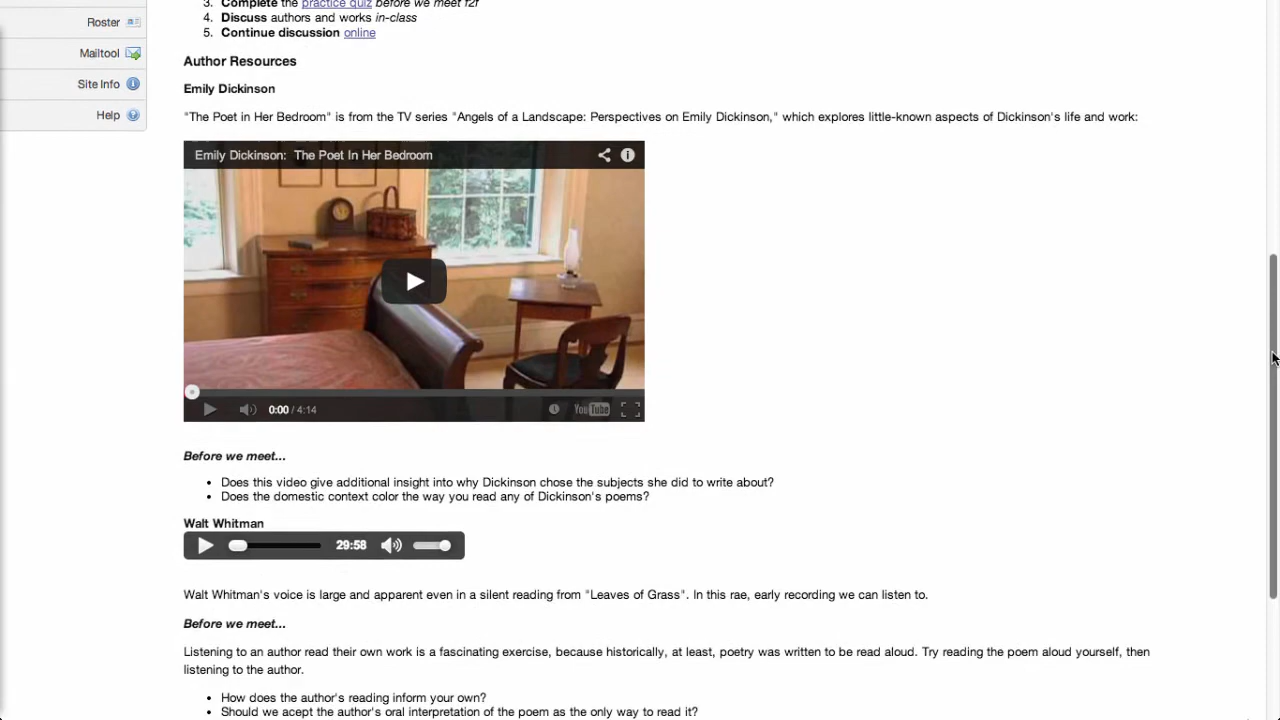 Roster
Mailtool
Site Info
Help
3. Complete the practice quiz before we meet f2f
4. Discuss authors and works in-class
5. Continue discussion online
Author Resources
Emily Dickinson
"The Poet in Her Bedroom" is from the TV series "Angels of a Landscape: Perspectives on Emily Dickinson," which explores little-known aspects of Dickinson's life and work:
Emily Dickinson: The Poet In Her Bedroom
0:00 / 4:14
YouTube
Before we meet...
• Does this video give additional insight into why Dickinson chose the subjects she did to write about?
• Does the domestic context color the way you read any of Dickinson's poems?
Walt Whitman
29:58
Walt Whitman's voice is large and apparent even in a silent reading from "Leaves of Grass". In this rae, early recording we can listen to.
Before we meet...
Listening to an author read their own work is a fascinating exercise, because historically, at least, poetry was written to be read aloud. Try reading the poem aloud yourself, then
listening to the author.
• How does the author's reading inform your own?
• Should we acept the author's oral interpretation of the poem as the only way to read it?